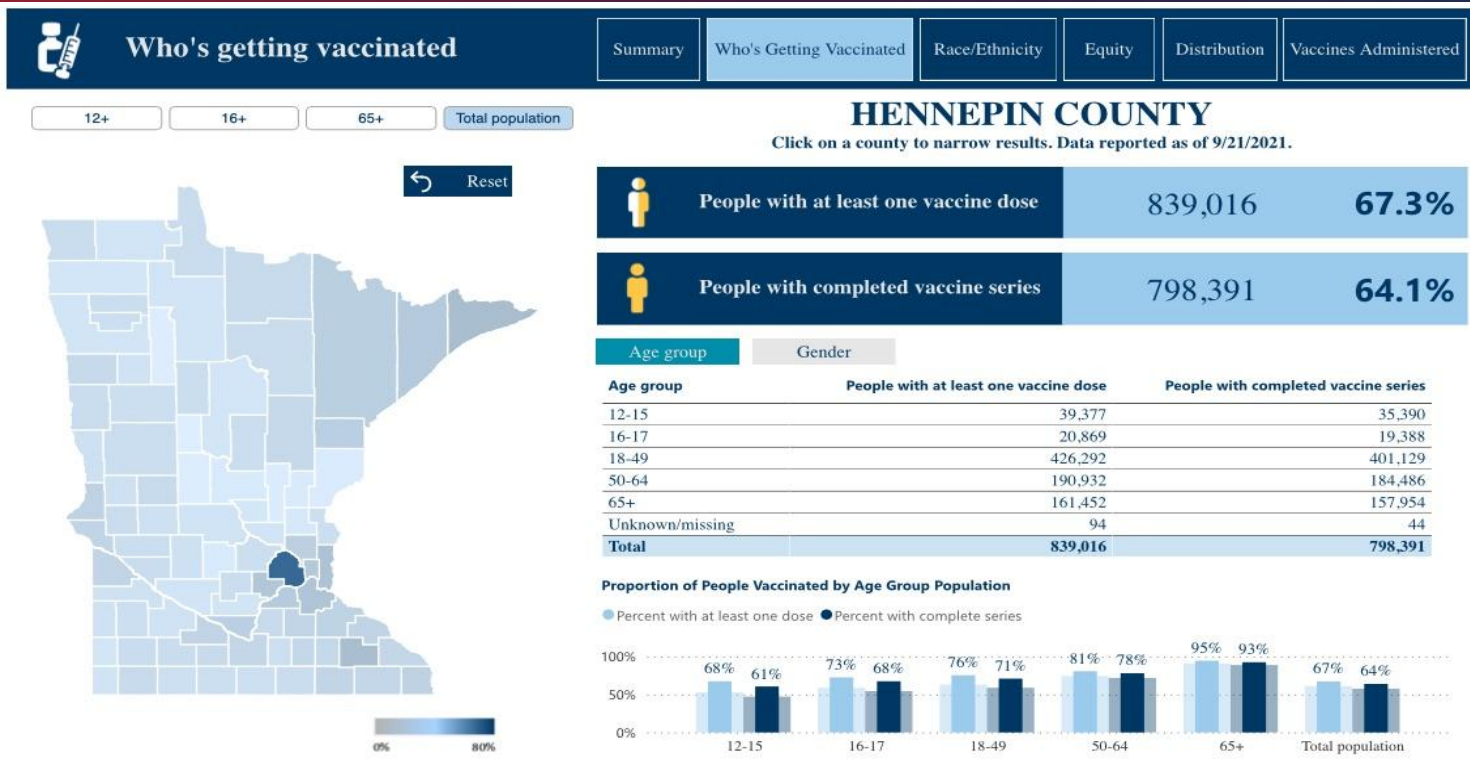 Who's getting vaccinated
Summary
Who's Getting Vaccinated
Race/Ethnicity
Equity
Distribution
Vaccines Administered
12+
16+
65+
Total population
Reset
0%
80%
HENNEPIN COUNTY
Click on a county to narrow results. Data reported as of 9/21/2021.
People with at least one vaccine dose 839,016 67.3%
People with completed vaccine series 798,391 64.1%
Age group Gender
Age group People with at least one vaccine dose People with completed vaccine series
12-15 39,377 35,390
16-17 20,869 19,388
18-49 426,292 401,129
50-64 190,932 184,486
65+ 161,452 157,954
Unknown/missing 94 44
Total 839,016 798,391
Proportion of People Vaccinated by Age Group Population
Percent with at least one dose Percent with complete series
100%
50%
0%
68% 61% 73% 68% 76% 71% 81% 78% 95% 93% 67% 64%
12-15 16-17 18-49 50-64 65+ Total population